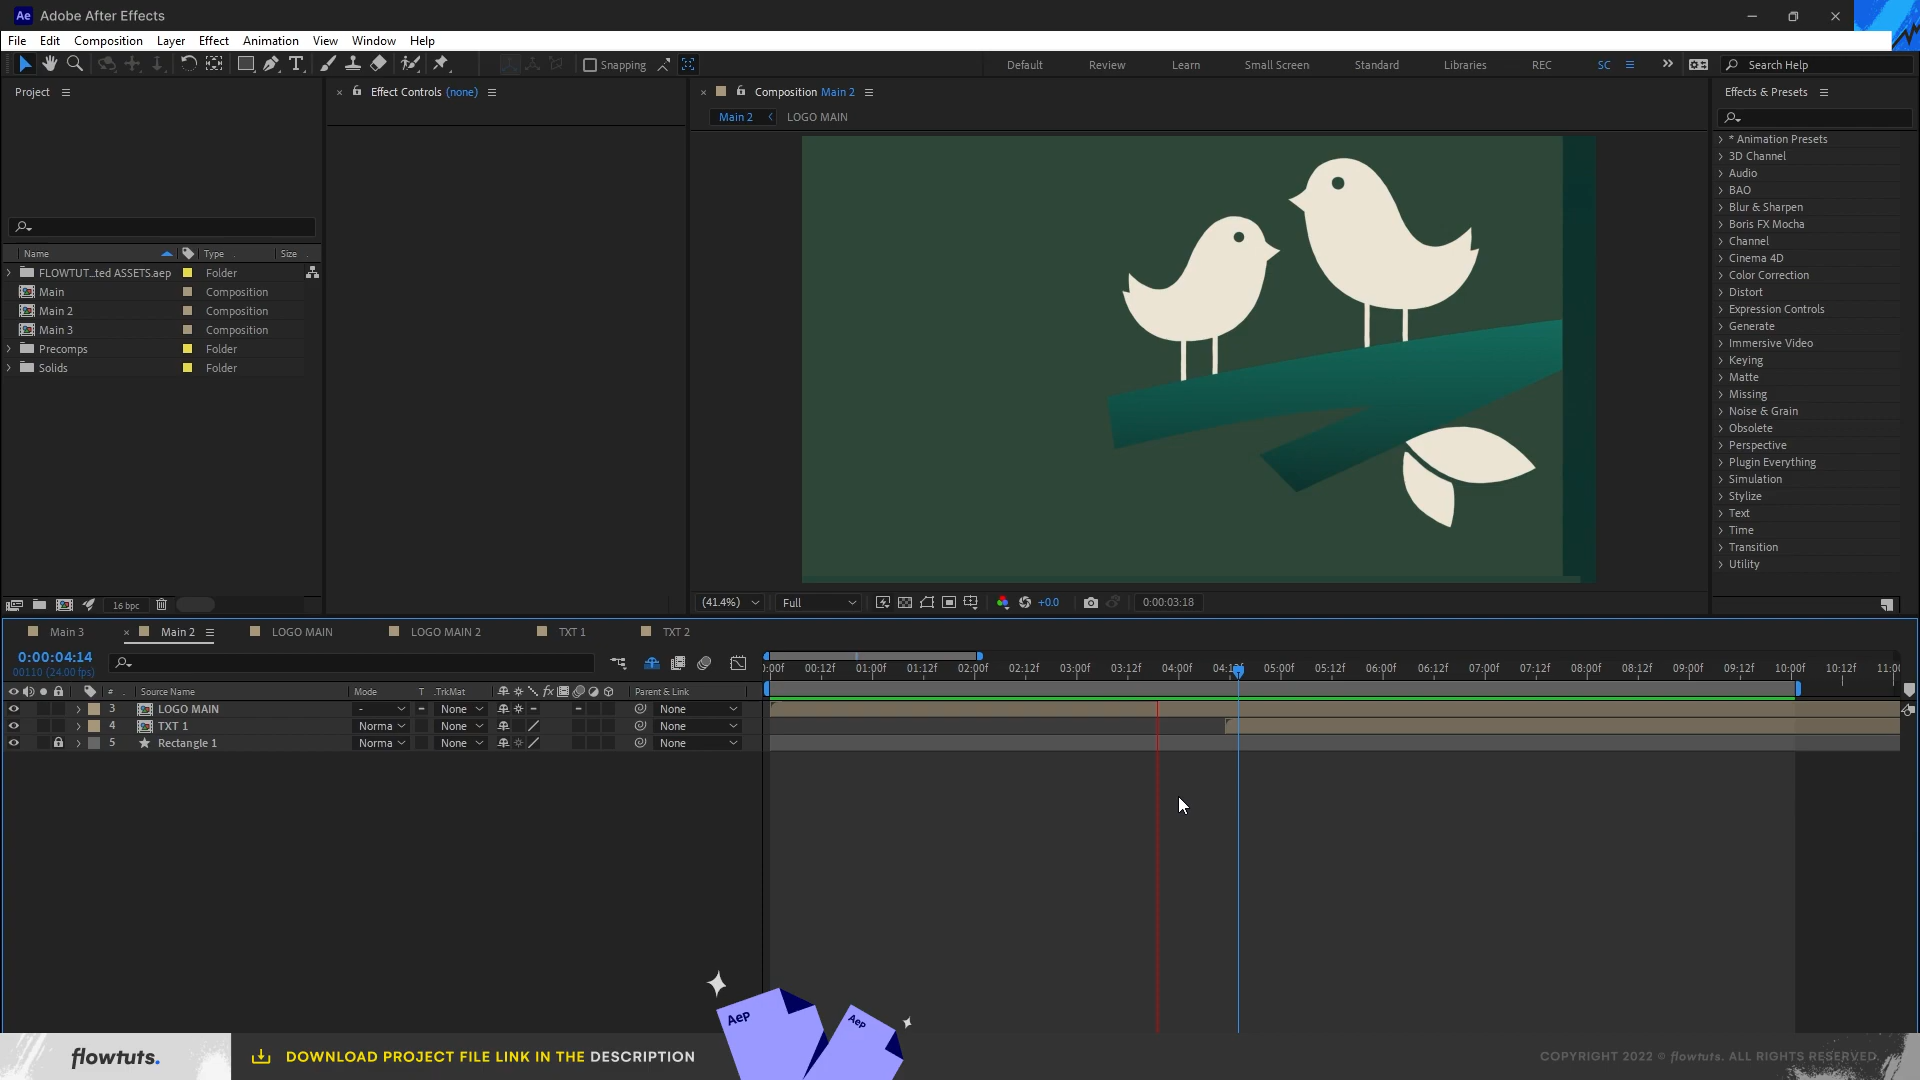 Ae Adobe After Effects
File Edit Composition Layer Effect Animation View Window Help
Snapping Default Review Learn Small Screen Standard Libraries REC SC Search Help
Project
Effect Controls (none)
Composition Main 2
Effects & Presets
Main 2 LOGO MAIN
Name Type Size
FLOWTUT...ted ASSETS.aep Folder
Main Composition
Main 2 Composition
Main 3 Composition
Precomps Folder
Solids Folder
* Animation Presets
3D Channel
Audio
BAO
Blur & Sharpen
Boris FX Mocha
Channel
Cinema 4D
Color Correction
Distort
Expression Controls
Generate
Immersive Video
Keying
Matte
Missing
Noise & Grain
Obsolete
Perspective
Plugin Everything
Simulation
Stylize
Text
Time
Transition
Utility
16 bpc
(41.4%) Full +0.0 0:00:03:18
Main 3 Main 2 LOGO MAIN LOGO MAIN 2 TXT 1 TXT 2
0:00:04:14
00110 (24.00 fps)
00:12f 01:00f 01:12f 02:00f 02:12f 03:00f 03:12f 04:00f 05:00f 05:12f 06:00f 06:12f 07:00f 07:12f 08:00f 08:12f 09:00f 09:12f 10:00f 10:12f
# Source Name Mode T .TrkMat fx Parent & Link
3 LOGO MAIN - None None
4 TXT 1 Norma None None
5 Rectangle 1 Norma None None
Aep
Aep
flowtuts. DOWNLOAD PROJECT FILE LINK IN THE DESCRIPTION COPYRIGHT 2022 © flowtuts. ALL RIGHTS RESERVED.